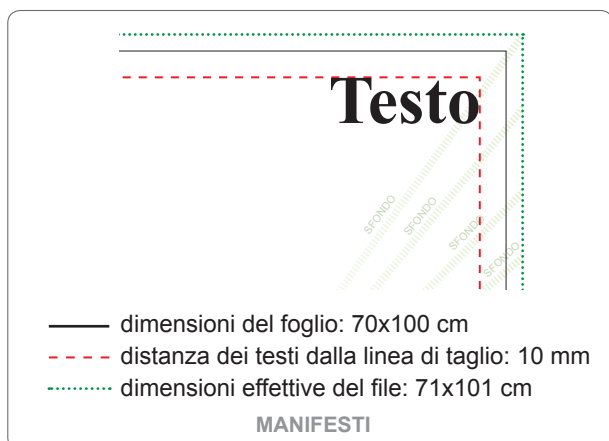 Testo
SFONDO
SFONDO
SFONDO
SFONDO
dimensioni del foglio: 70x100 cm
distanza dei testi dalla linea di taglio: 10 mm
dimensioni effettive del file: 71x101 cm
MANIFESTI